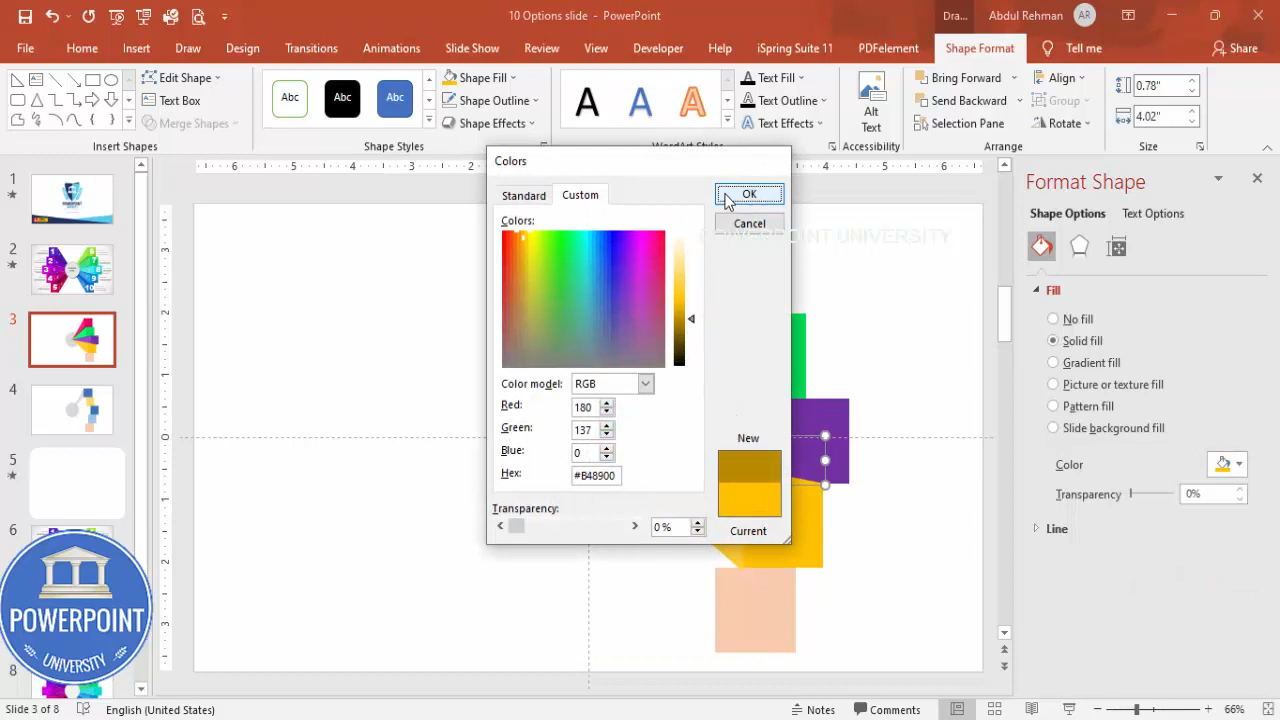 10 Options slide - PowerPoint
Dra...
Abdul Rehman
AR
File
Home
Insert
Draw
Design
Transitions
Animations
Slide Show
Review
View
Developer
Help
iSpring Suite 11
PDFelement
Shape Format
Tell me
Share
Edit Shape
Text Box
Merge Shapes
Insert Shapes
Abc
Abc
Abc
Shape Fill
Shape Outline
Shape Effects
Shape Styles
A
A
A
Text Fill
Text Outline
Text Effects
WordArt Styles
Alt
Text
Accessibility
Bring Forward
Send Backward
Selection Pane
Align
Group
Rotate
Arrange
0.78"
4.02"
Size
Colors
Standard
Custom
OK
Cancel
Colors:
Color model:
RGB
Red:
180
Green:
137
Blue:
0
Hex:
#B48900
Transparency:
0 %
New
Current
POWERPOINT UNIVERSITY
Format Shape
Shape Options
Text Options
Fill
No fill
Solid fill
Gradient fill
Picture or texture fill
Pattern fill
Slide background fill
Color
Transparency
0%
Line
1
2
3
4
5
6
8
POWERPOINT
UNIVERSITY
Slide 3 of 8
English (United States)
Notes
Comments
66%